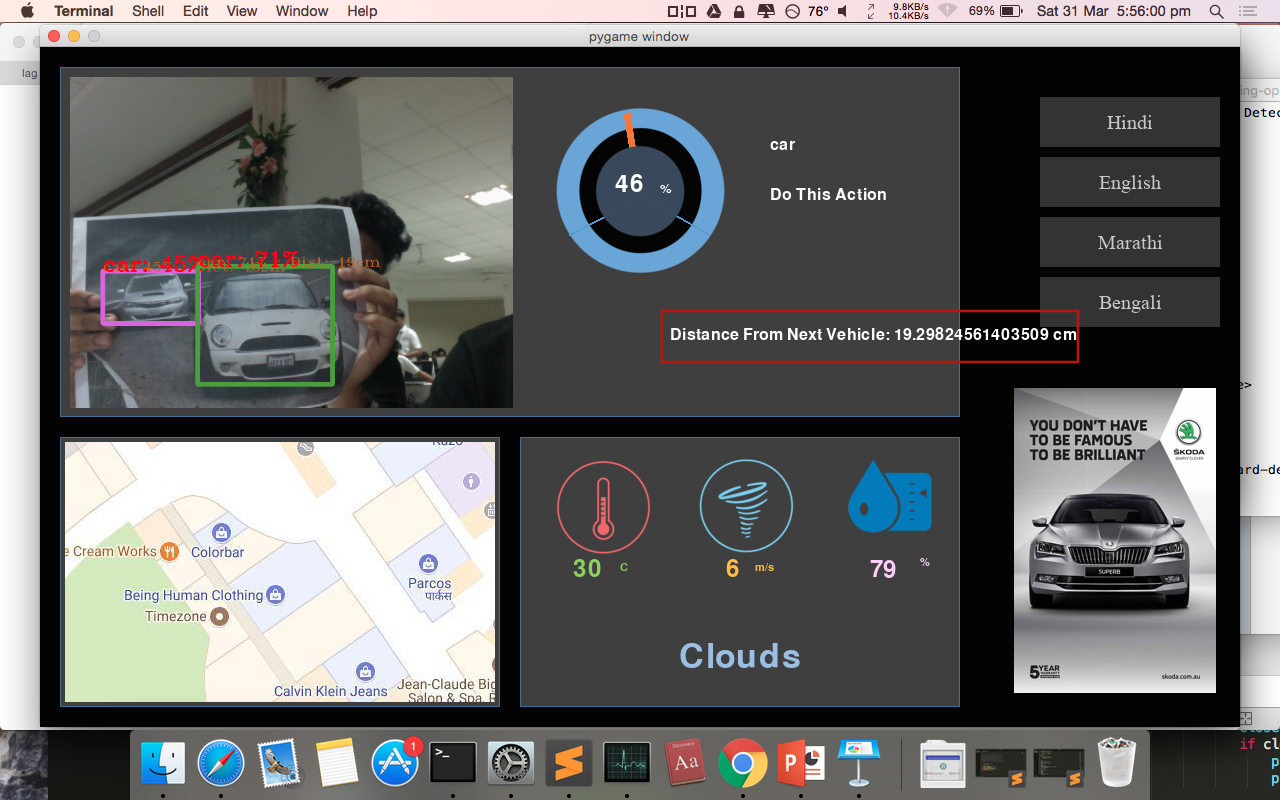 Terminal Shell Edit View Window Help 76° 9.8KB/s 10.4KB/s 69% Sat 31 Mar 5:56:00 pm
pygame window
lag
ing-op
Detec
car: 45%
car: 71%
Dist: 19cm
46 %
car
Do This Action
Distance From Next Vehicle: 19.29824561403509 cm
Hindi
English
Marathi
Bengali
e>
ard-de
e Cream Works
Colorbar
Being Human Clothing
Timezone
Parcos
पार्कस
Calvin Klein Jeans
Jean-Claude Big
Salon & Spa, R
30 C
6 m/s
79 %
Clouds
YOU DON'T HAVE
TO BE FAMOUS
TO BE BRILLIANT
ŠKODA
SIMPLY CLEVER
SUPERB
5 YEAR
skoda.com.au
if cl
p
p
1
>_
Dictionary
Aa
P